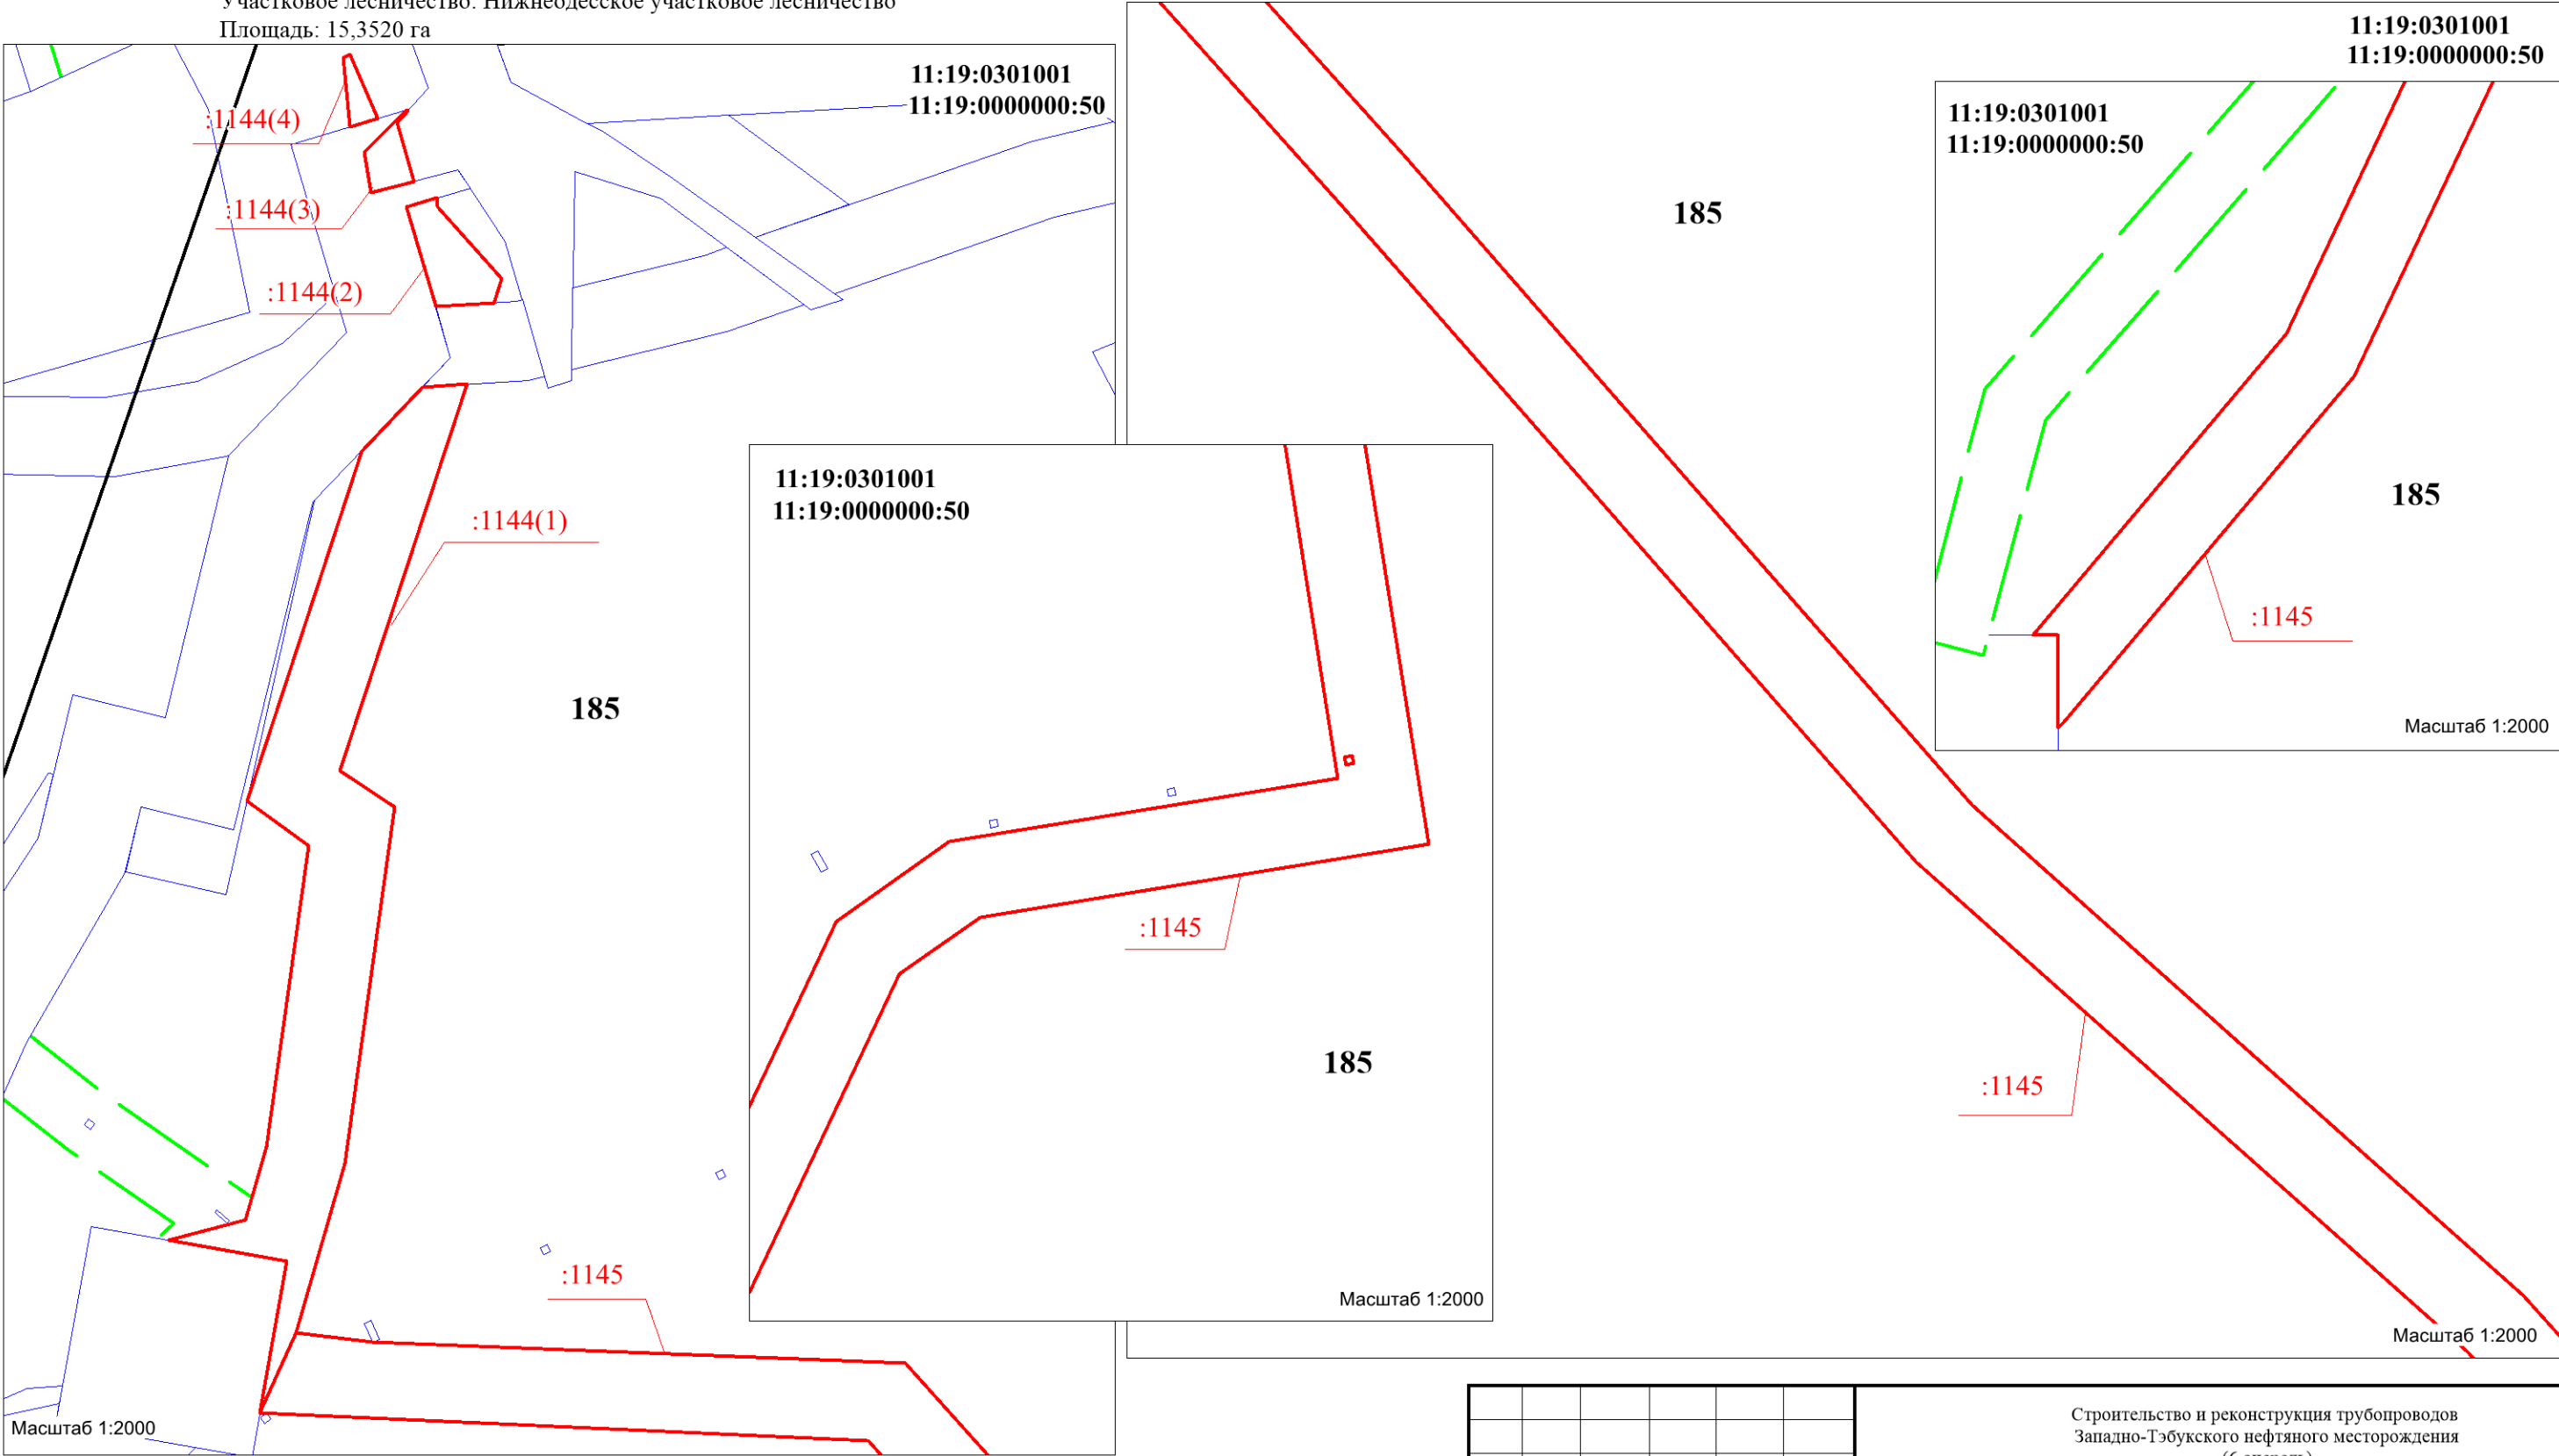 Участковое лесничество: Нижнеодесское участковое лесничество
Площадь: 15,3520 га
11:19:0301001
11:19:0000000:50
:1144(4)
:1144(3)
:1144(2)
:1144(1)
185
:1145
Масштаб 1:2000
11:19:0301001
11:19:0000000:50
:1145
185
Масштаб 1:2000
11:19:0301001
11:19:0000000:50
185
:1145
Масштаб 1:2000
11:19:0301001
11:19:0000000:50
185
:1145
Масштаб 1:2000
Строительство и реконструкция трубопроводов
Западно-Тэбукского нефтяного месторождения